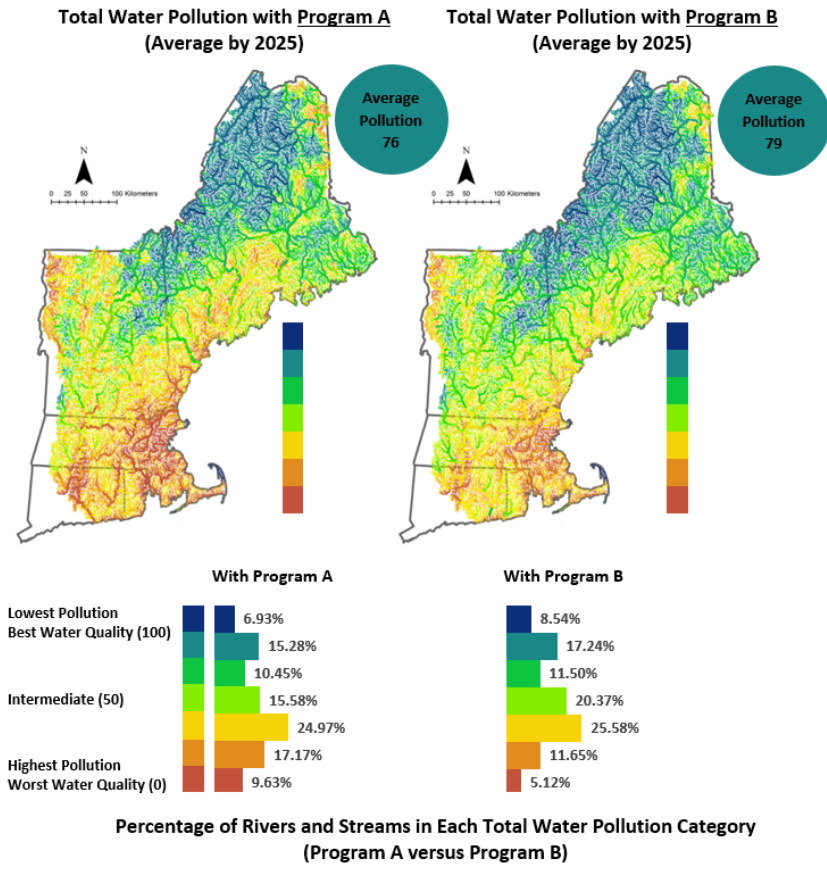 Total Water Pollution with Program A
(Average by 2025)
Total Water Pollution with Program B
(Average by 2025)
Average
Pollution
76
Average
Pollution
79
N
0 25 50 100 Kilometers
N
0 25 50 100 Kilometers
With Program A
With Program B
Lowest Pollution
Best Water Quality (100)
Intermediate (50)
Highest Pollution
Worst Water Quality (0)
6.93%
15.28%
10.45%
15.58%
24.97%
17.17%
9.63%
8.54%
17.24%
11.50%
20.37%
25.58%
11.65%
5.12%
Percentage of Rivers and Streams in Each Total Water Pollution Category
(Program A versus Program B)